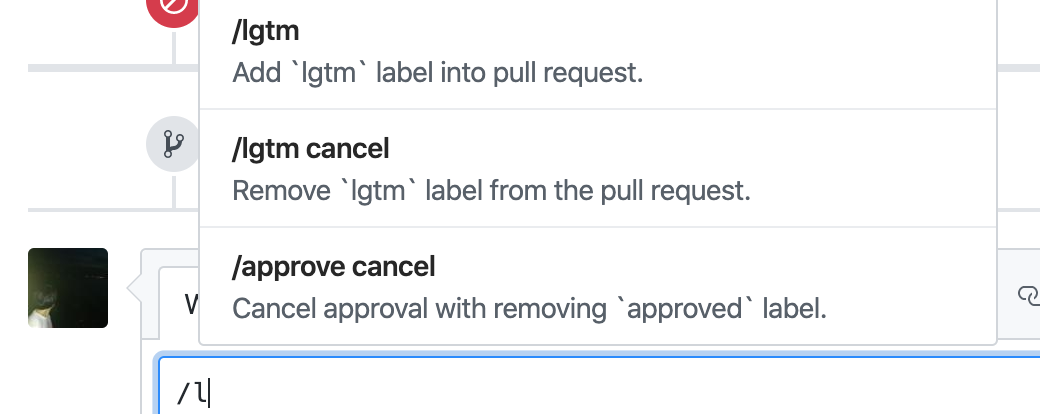 /lgtm
Add `lgtm` label into pull request.
/lgtm cancel
Remove `lgtm` label from the pull request.
/approve cancel
Cancel approval with removing `approved` label.
/l